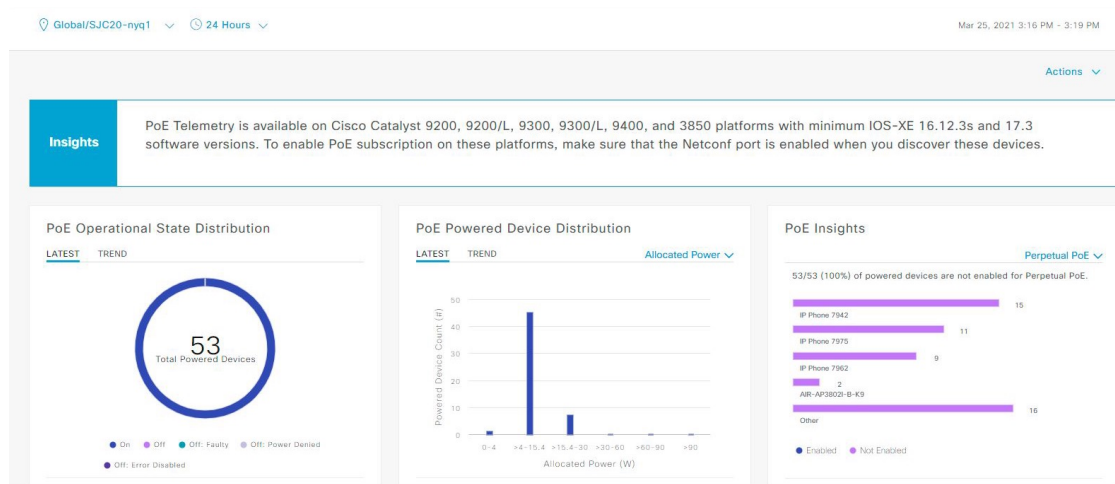 Global/SJC20-nyq1 24 Hours Mar 25, 2021 3:16 PM - 3:19 PM
Actions
Insights
PoE Telemetry is available on Cisco Catalyst 9200, 9200/L, 9300, 9300/L, 9400, and 3850 platforms with minimum IOS-XE 16.12.3s and 17.3
software versions. To enable PoE subscription on these platforms, make sure that the Netconf port is enabled when you discover these devices.
PoE Operational State Distribution
LATEST TREND
53
Total Powered Devices
On Off Off: Faulty Off: Power Denied
Off: Error Disabled
PoE Powered Device Distribution
LATEST TREND Allocated Power
Powered Device Count (#)
50
40
30
20
10
0
0-4 >4-15.4 >15.4-30 >30-60 >60-90 >90
Allocated Power (W)
PoE Insights
Perpetual PoE
53/53 (100%) of powered devices are not enabled for Perpetual PoE.
15
IP Phone 7942
11
IP Phone 7975
9
IP Phone 7962
2
AIR-AP3802I-B-K9
16
Other
Enabled Not Enabled